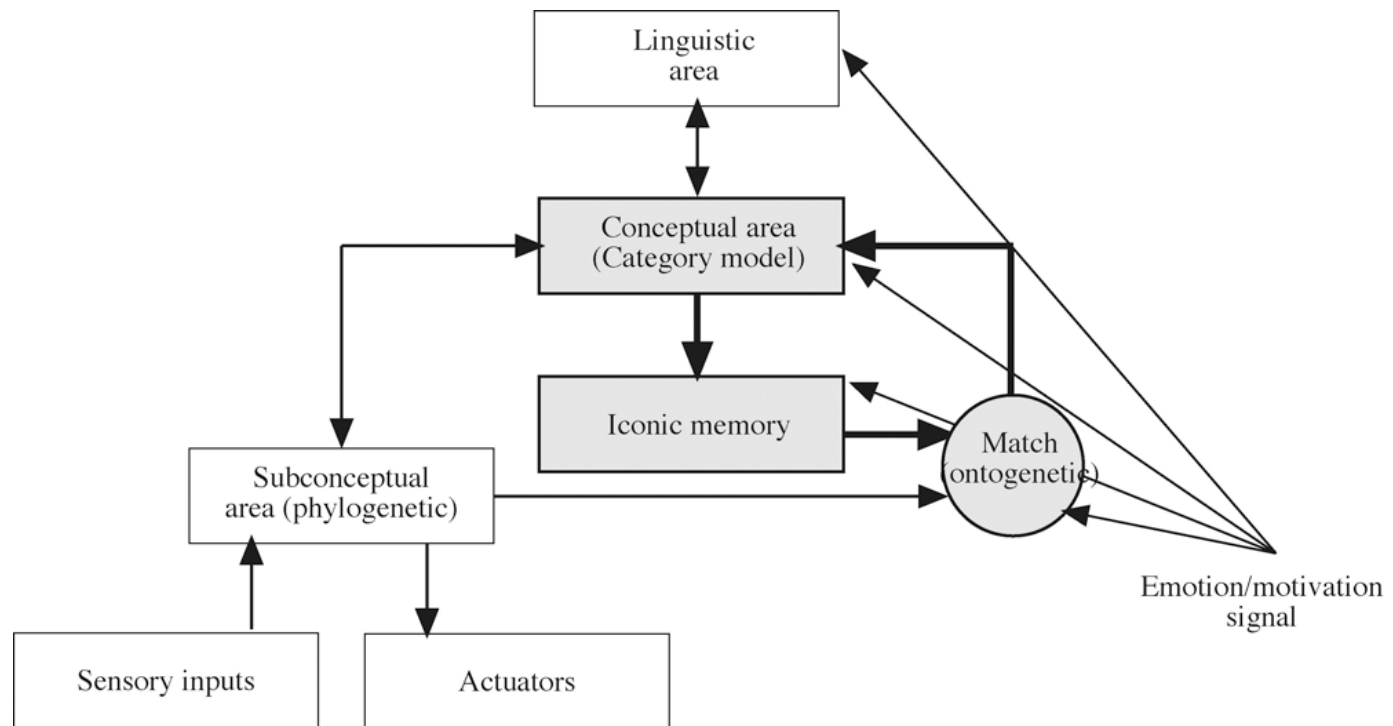 Linguistic
area
Conceptual area
(Category model)
Iconic memory
Match
(ontogenetic)
Subconceptual
area (phylogenetic)
Emotion/motivation
signal
Sensory inputs
Actuators